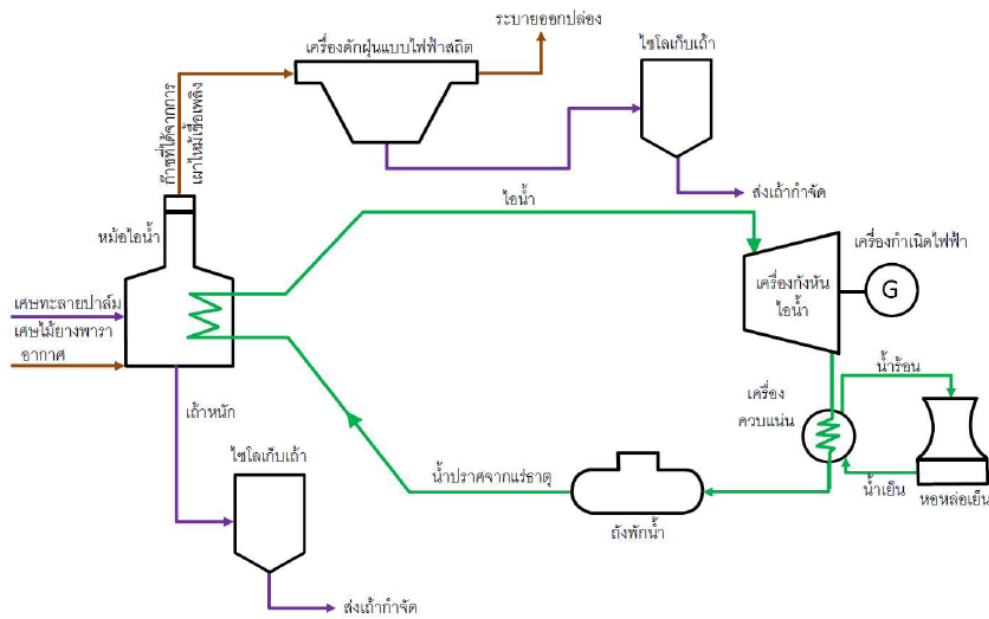 ระบายออกปล่อง
เครื่องดักฝุ่นแบบไฟฟ้าสถิต
ไซโลเก็บเถ้า
ก๊าซที่ได้จากการ
เผาไหม้เชื้อเพลิง
ส่งเถ้ากำจัด
ไอน้ำ
หม้อไอน้ำ
เครื่องกำเนิดไฟฟ้า
เครื่องกังหัน
ไอน้ำ
G
เศษทะลายปาล์ม
เศษไม้ยางพารา
อากาศ
น้ำร้อน
เครื่อง
ควบแน่น
เถ้าหนัก
ไซโลเก็บเถ้า
น้ำปราศจากแร่ธาตุ
น้ำเย็น
หอหล่อเย็น
ถังพักน้ำ
ส่งเถ้ากำจัด